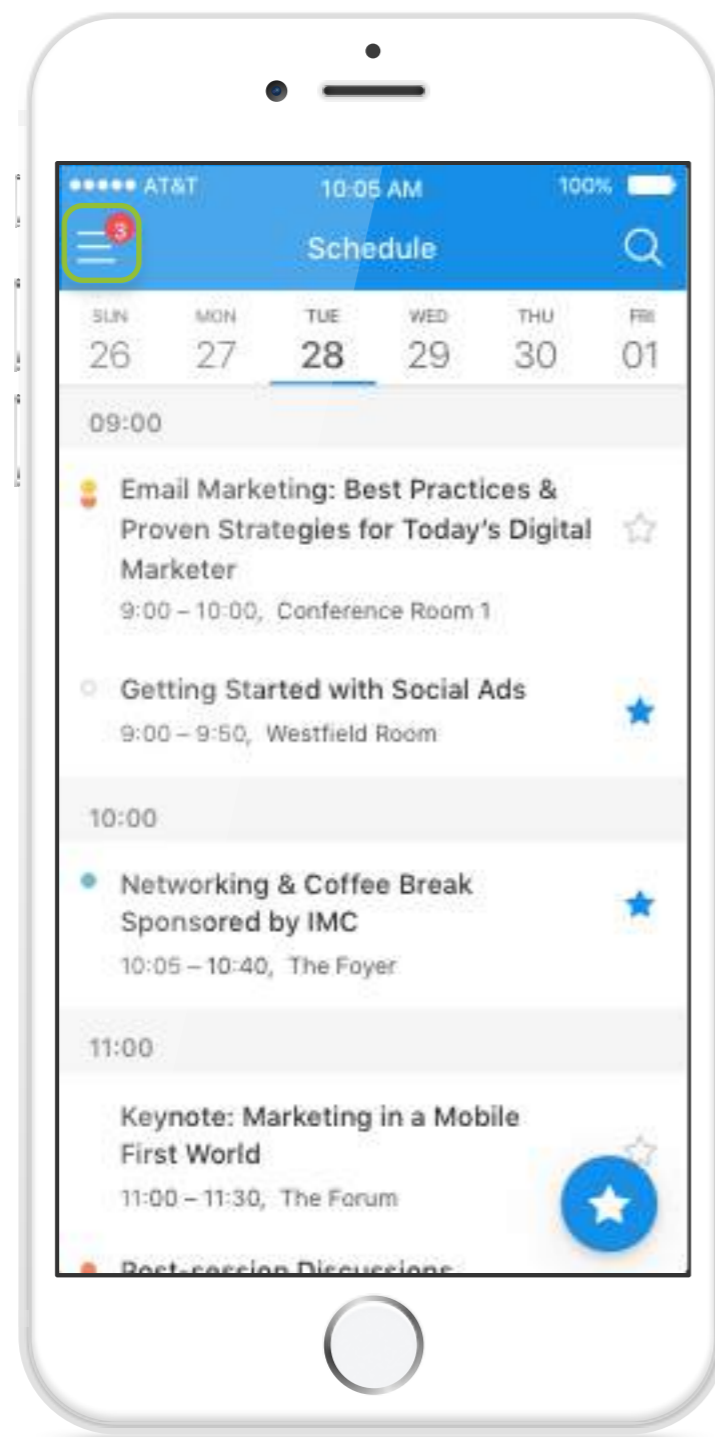 AT&T 10:05 AM 100%
3
Schedule
SUN MON TUE WED THU FRI
26 27 28 29 30 01
09:00
Email Marketing: Best Practices &
Proven Strategies for Today's Digital
Marketer
9:00 – 10:00, Conference Room 1
Getting Started with Social Ads
9:00 – 9:50, Westfield Room
10:00
Networking & Coffee Break
Sponsored by IMC
10:05 – 10:40, The Foyer
11:00
Keynote: Marketing in a Mobile
First World
11:00 – 11:30, The Forum
Post-session Discussions